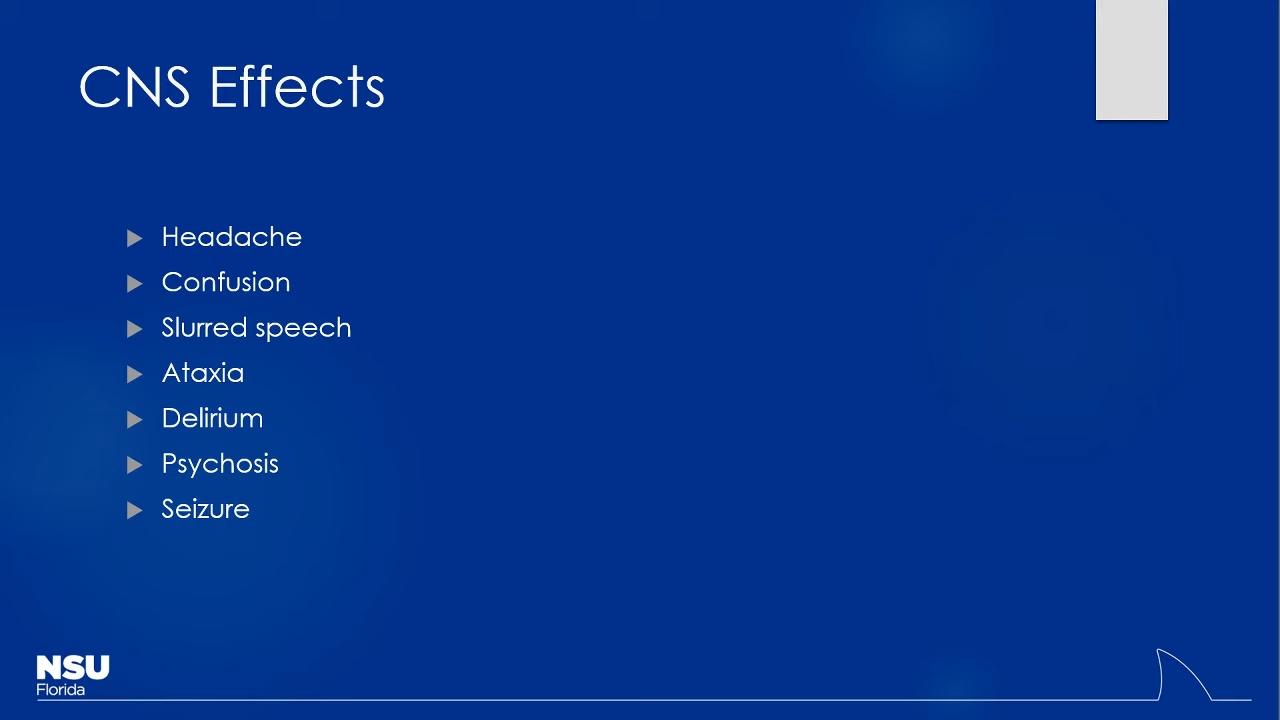 CNS Effects
Headache
Confusion
Slurred speech
Ataxia
Delirium
Psychosis
Seizure
NSU
Florida